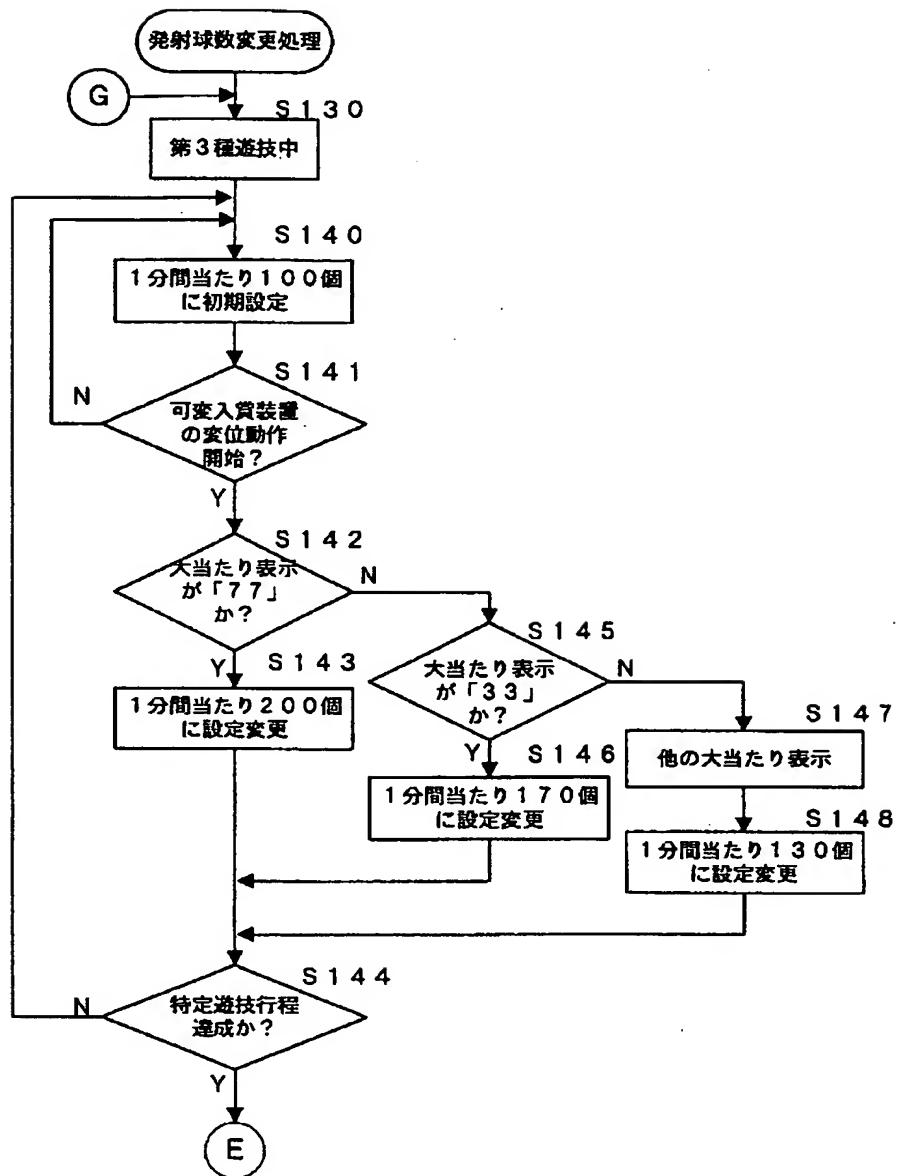 発射球数変更処理
G
S130
第3種遊技中
S140
1分間当たり100個
に初期設定
S141
N
可変入賞装置
の変位動作
開始?
Y
S142
大当たり表示
が「77」
か?
N
Y
S143
1分間当たり200個
に設定変更
S145
大当たり表示
が「33」
か?
N
Y
S146
1分間当たり170個
に設定変更
S147
他の大当たり表示
S148
1分間当たり130個
に設定変更
S144
N
特定遊技行程
達成か?
Y
E